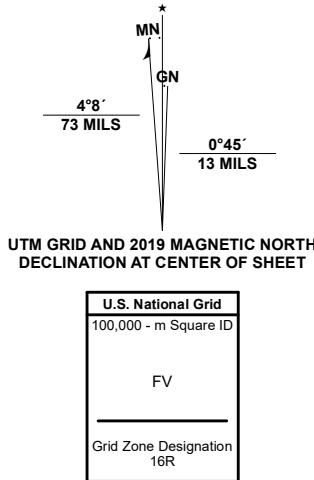 MN
GN
4°8´
73 MILS
0°45´
13 MILS
UTM GRID AND 2019 MAGNETIC NORTH
DECLINATION AT CENTER OF SHEET
U.S. National Grid
100,000 - m Square ID
FV
Grid Zone Designation
16R